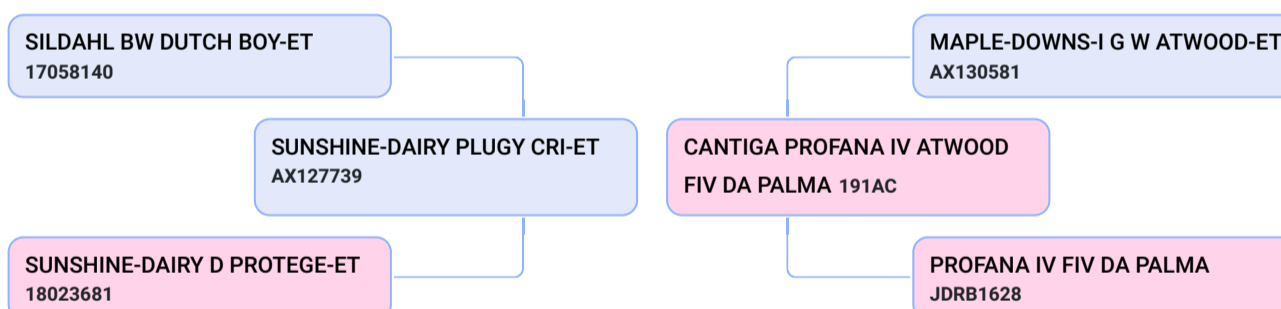 SILDAHL BW DUTCH BOY-ET
17058140
MAPLE-DOWNS-I G W ATWOOD-ET
AX130581
SUNSHINE-DAIRY PLUGY CRI-ET
AX127739
CANTIGA PROFANA IV ATWOOD
FIV DA PALMA 191AC
SUNSHINE-DAIRY D PROTEGE-ET
18023681
PROFANA IV FIV DA PALMA
JDRB1628